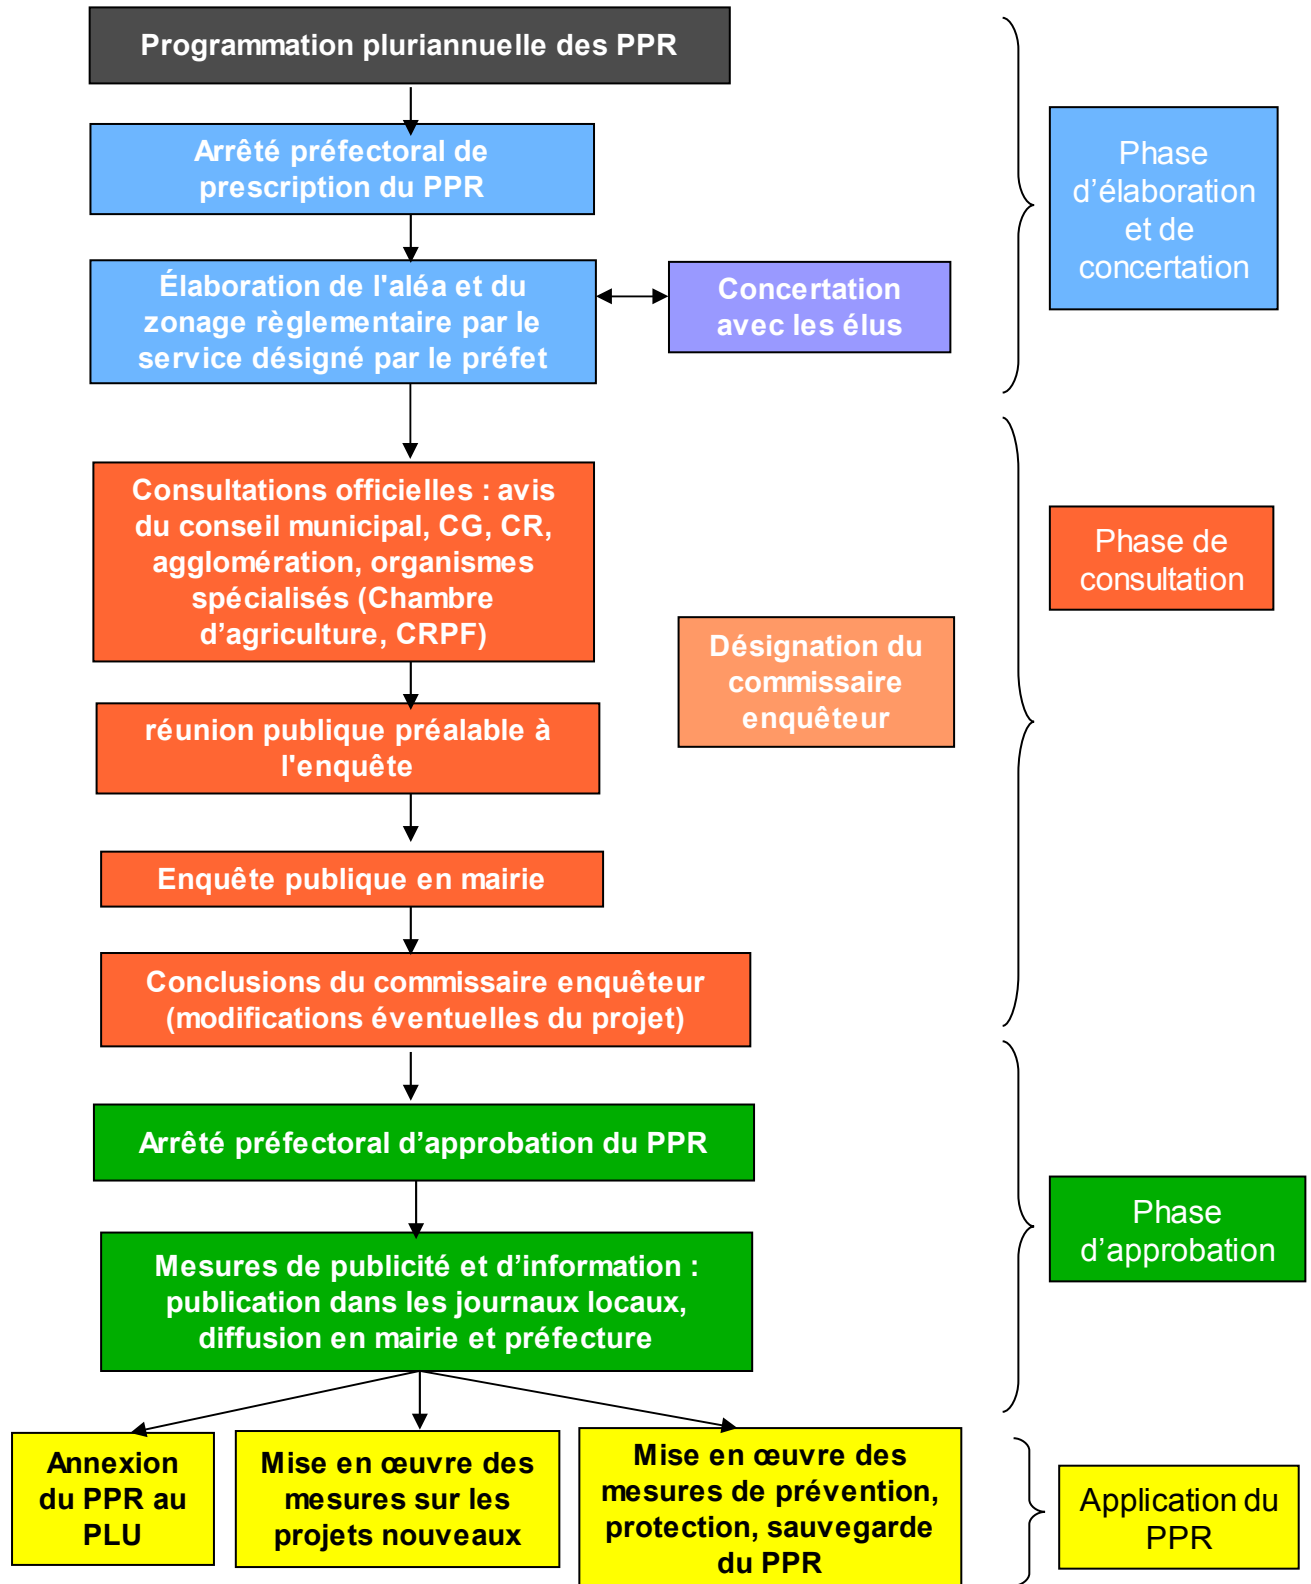 Programmation pluriannuelle des PPR
Arrêté préfectoral de
prescription du PPR
Phase
d’élaboration
et de
concertation
Élaboration de l'aléa et du
zonage règlementaire par le
service désigné par le préfet
Concertation
avec les élus
Consultations officielles : avis
du conseil municipal, CG, CR,
agglomération, organismes
spécialisés (Chambre
d’agriculture, CRPF)
Phase de
consultation
Désignation du
commissaire
enquêteur
réunion publique préalable à
l'enquête
Enquête publique en mairie
Conclusions du commissaire enquêteur
(modifications éventuelles du projet)
Arrêté préfectoral d’approbation du PPR
Phase
d’approbation
Mesures de publicité et d’information :
publication dans les journaux locaux,
diffusion en mairie et préfecture
Annexion
du PPR au
PLU
Mise en œuvre des
mesures sur les
projets nouveaux
Mise en œuvre des
mesures de prévention,
protection, sauvegarde
du PPR
Application du
PPR